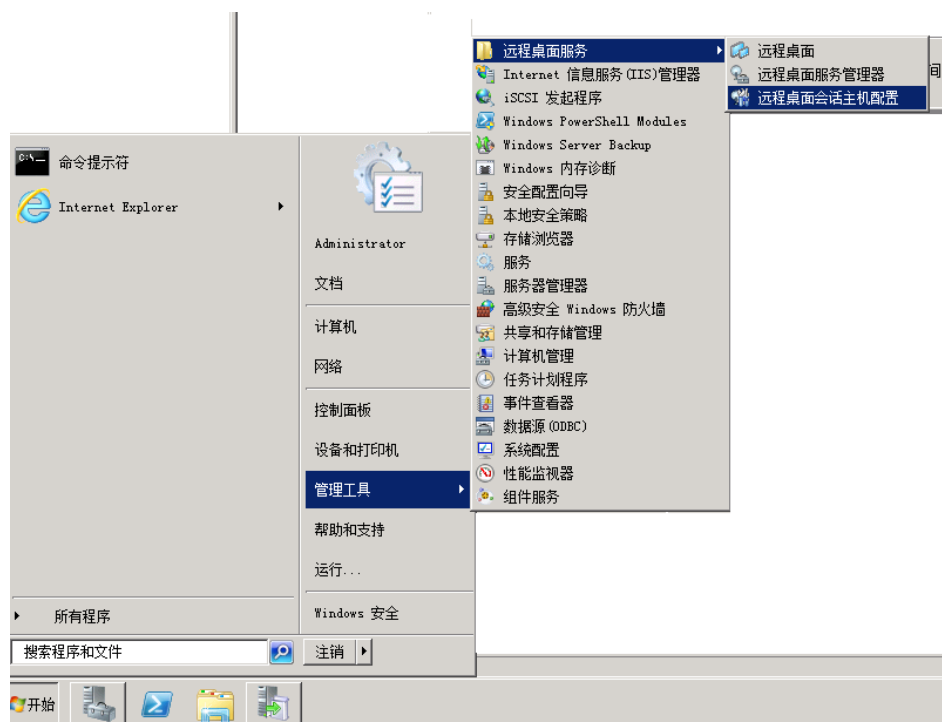 远程桌面服务
Internet 信息服务(IIS)管理器
iSCSI 发起程序
Windows PowerShell Modules
Windows Server Backup
Windows 内存诊断
安全配置向导
本地安全策略
存储浏览器
服务
服务器管理器
高级安全 Windows 防火墙
共享和存储管理
计算机管理
任务计划程序
事件查看器
数据源(ODBC)
系统配置
性能监视器
组件服务
远程桌面
远程桌面服务管理器
远程桌面会话主机配置
间
命令提示符
Internet Explorer
所有程序
搜索程序和文件
Administrator
文档
计算机
网络
控制面板
设备和打印机
管理工具
帮助和支持
运行...
Windows 安全
注销
开始